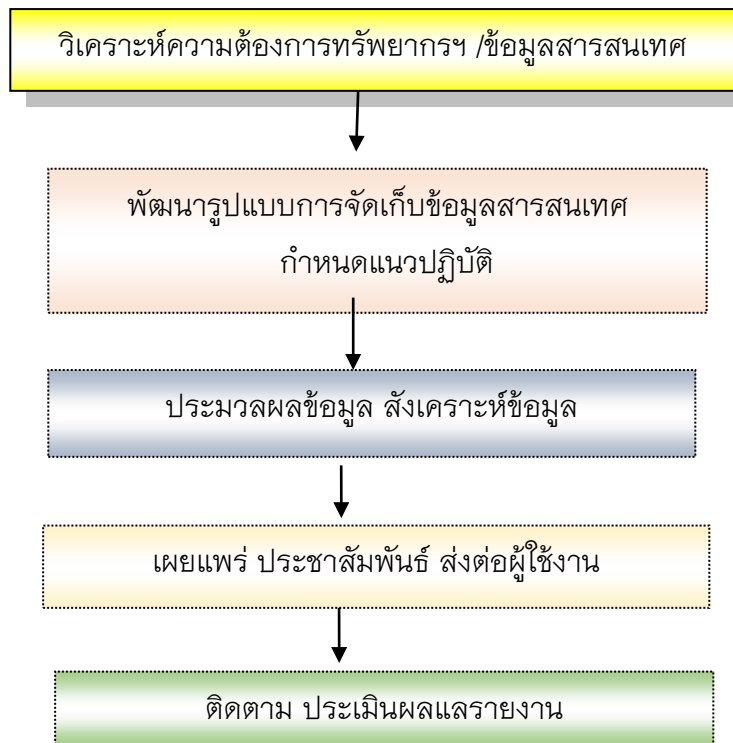 วิเคราะห์ความต้องการทรัพยากรฯ /ข้อมูลสารสนเทศ
พัฒนารูปแบบการจัดเก็บข้อมูลสารสนเทศ
กำหนดแนวปฏิบัติ
ประมวลผลข้อมูล สังเคราะห์ข้อมูล
เผยแพร่ ประชาสัมพันธ์ ส่งต่อผู้ใช้งาน
ติดตาม ประเมินผลแลรายงาน